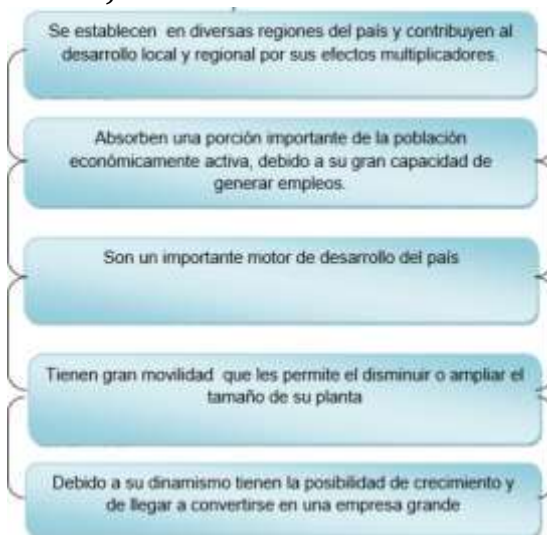 Se establecen en diversas regiones del país y contribuyen al
desarrollo local y regional por sus efectos multiplicadores.
Absorben una porción importante de la población
económicamente activa, debido a su gran capacidad de
generar empleos.
Son un importante motor de desarrollo del país
Tienen gran movilidad que les permite el disminuir o ampliar el
tamaño de su planta
Debido a su dinamismo tienen la posibilidad de crecimiento y
de llegar a convertirse en una empresa grande